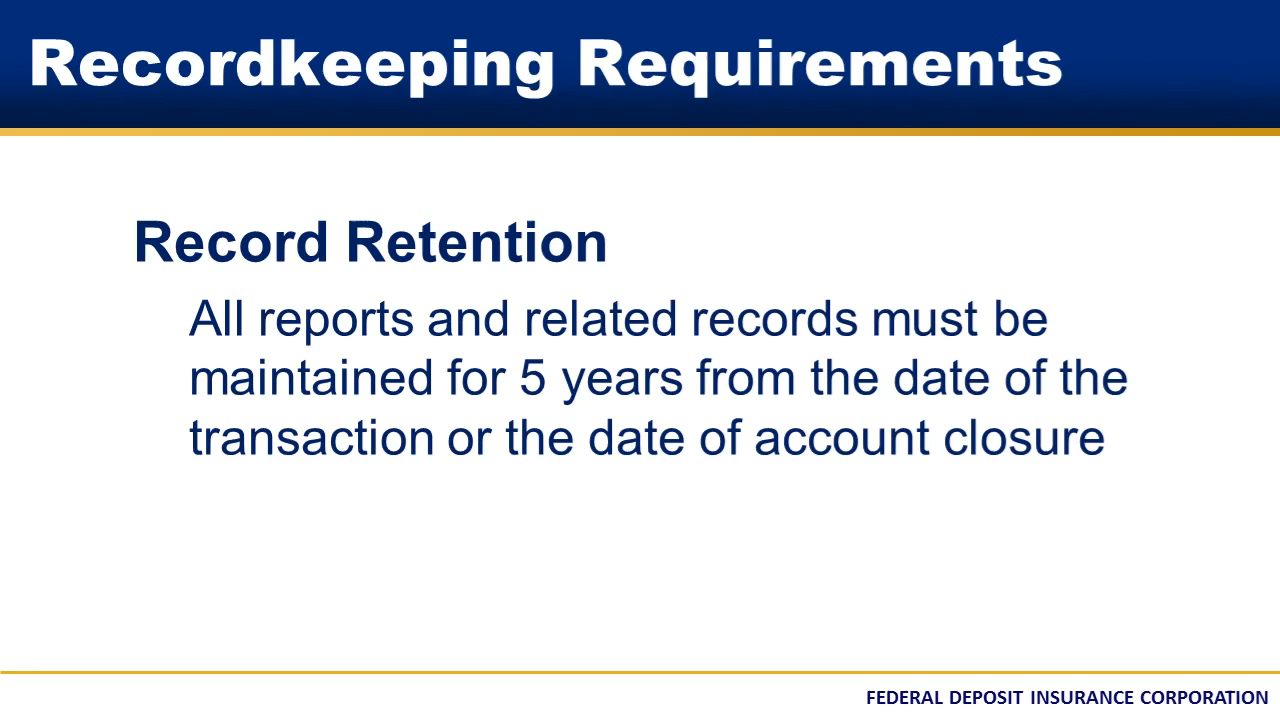 Recordkeeping Requirements
Record Retention
All reports and related records must be
maintained for 5 years from the date of the
transaction or the date of account closure
FEDERAL DEPOSIT INSURANCE CORPORATION